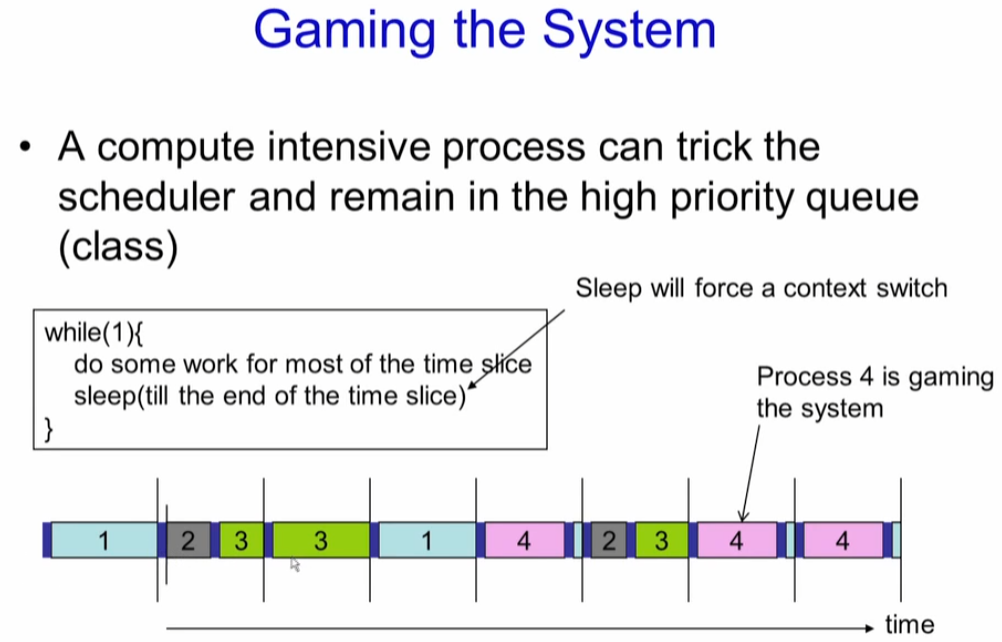 Gaming the System
• A compute intensive process can trick the
scheduler and remain in the high priority queue
(class)
Sleep will force a context switch
while(1){
do some work for most of the time slice
sleep(till the end of the time slice)
}
Process 4 is gaming
the system
1 2 3 3 1 4 2 3 4 4
time